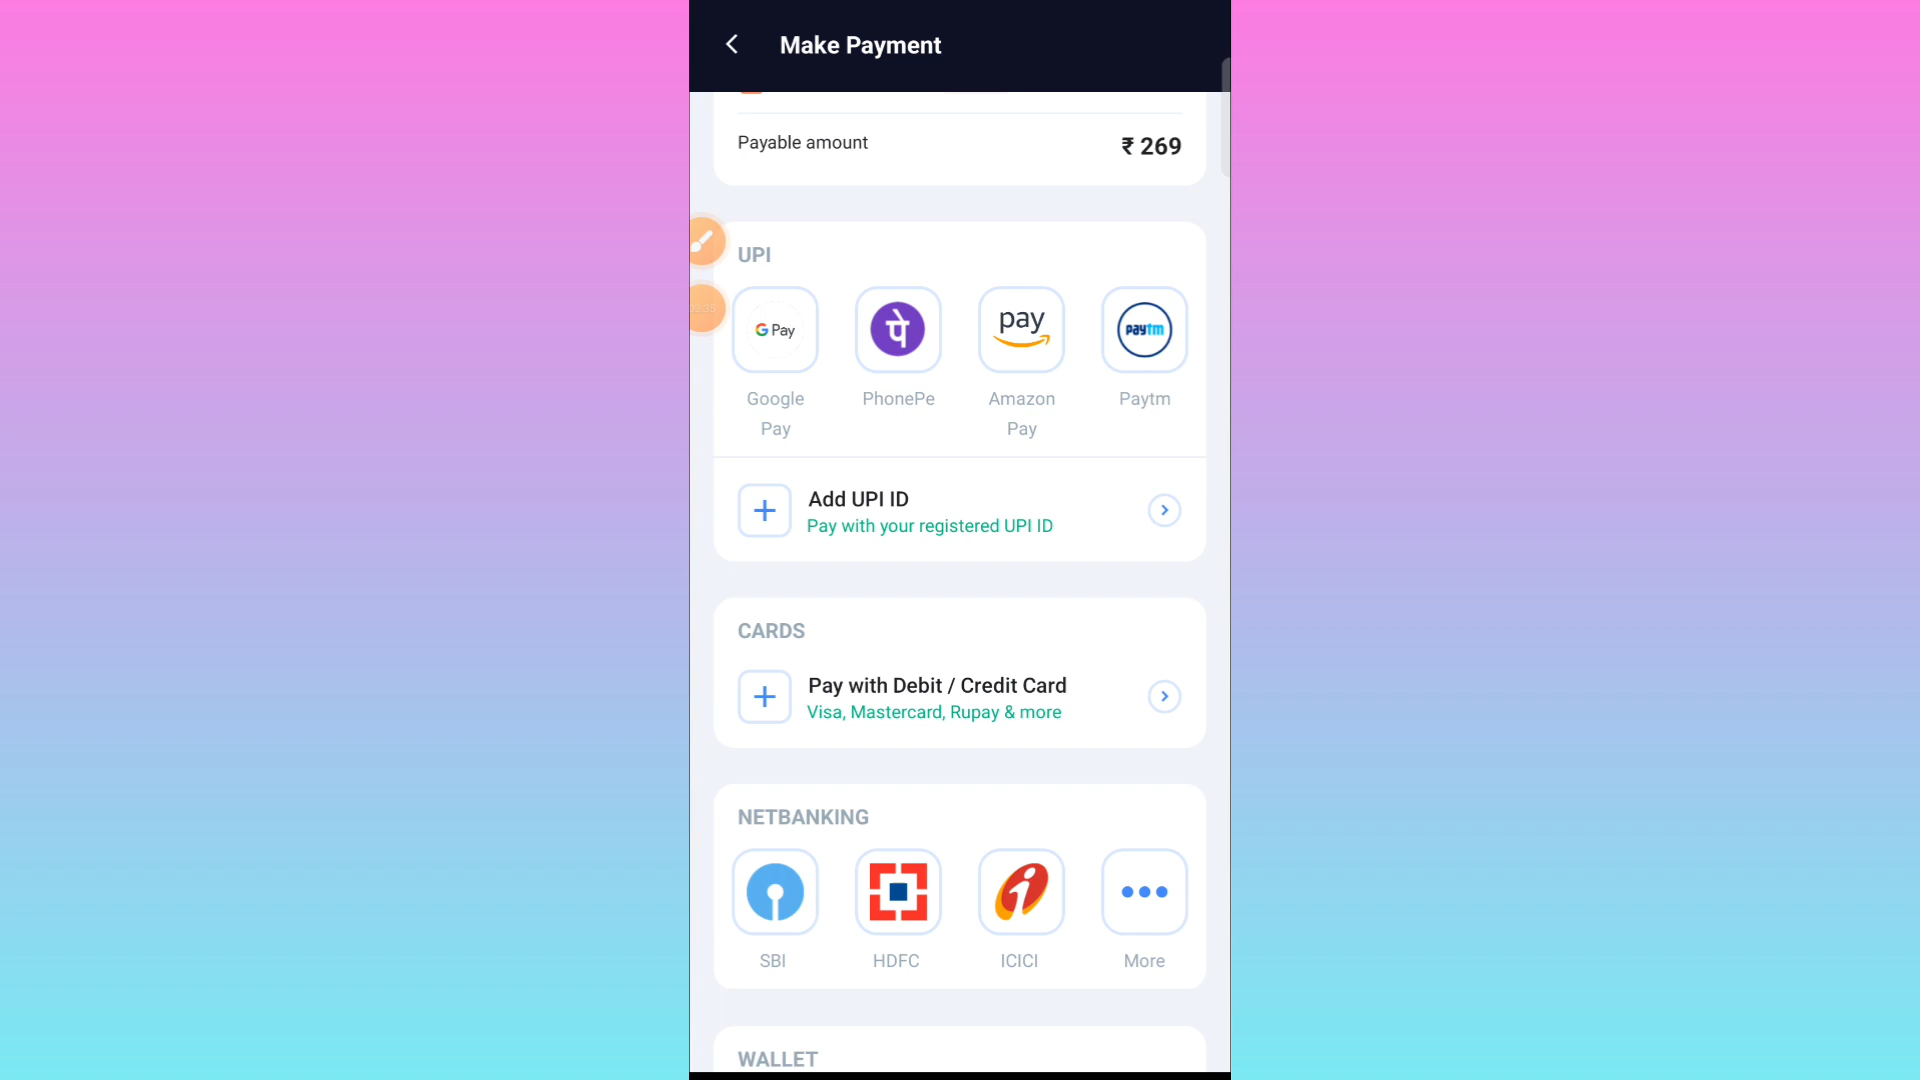 Make Payment
Payable amount
₹ 269
UPI
G Pay
पे
pay
paytm
Google Pay
PhonePe
Amazon Pay
Paytm
Add UPI ID
Pay with your registered UPI ID
CARDS
Pay with Debit / Credit Card
Visa, Mastercard, Rupay & more
NETBANKING
SBI
HDFC
ICICI
More
WALLET